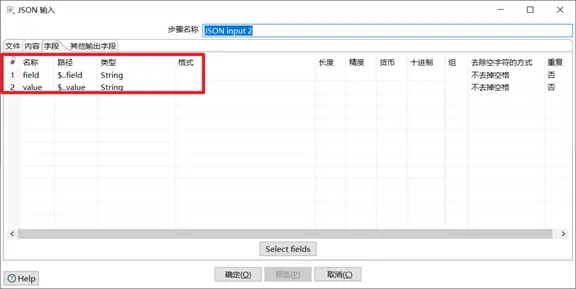 JSON 输入
步骤名称 JSON input 2
文件 内容 字段 其他输出字段
# 名称 路径 类型 格式 长度 精度 货币 十进制 组 去除空字符的方式 重复
1 field $..field String 不去掉空格 否
2 value $..value String 不去掉空格 否
Select fields
Help 确定(O) 预览(P) 取消(C)